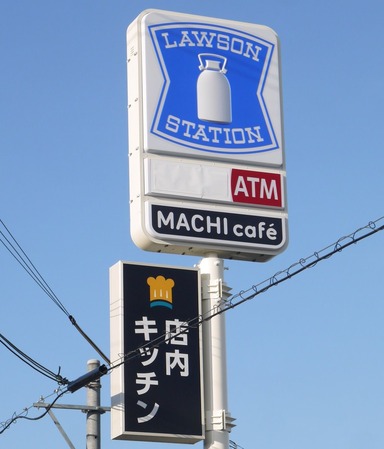 LAWSON
STATION
ATM
MACHI café
店内
キッチン